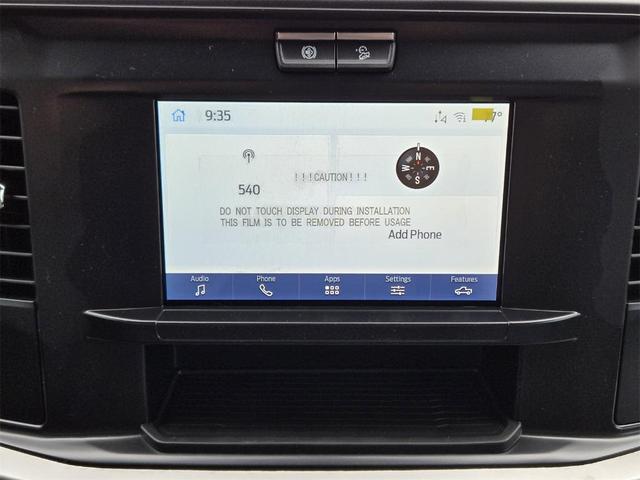 9:35
7°
N
W E
S
! ! ! CAUTION ! ! !
540
DO NOT TOUCH DISPLAY DURING INSTALLATION
THIS FILM IS TO BE REMOVED BEFORE USAGE
Add Phone
Audio Phone Apps Settings Features